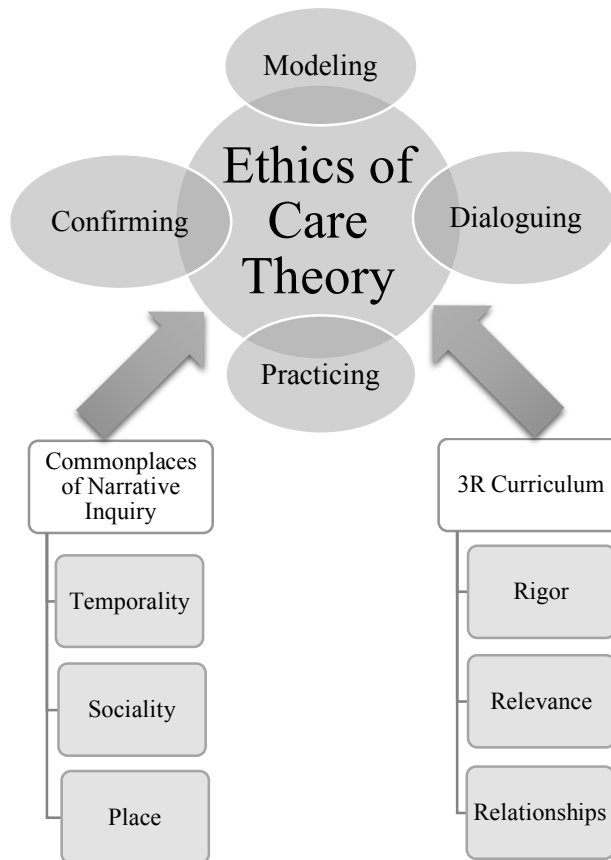 Modeling
Ethics of
Care
Theory
Confirming
Dialoguing
Practicing
Commonplaces
of Narrative
Inquiry
Temporality
Sociality
Place
3R Curriculum
Rigor
Relevance
Relationships